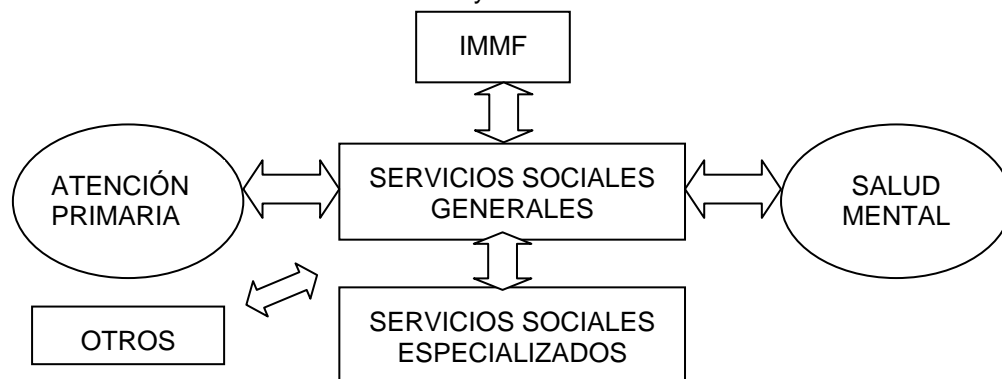 y
IMMF
ATENCIÓN
PRIMARIA
SERVICIOS SOCIALES
GENERALES
SALUD
MENTAL
OTROS
SERVICIOS SOCIALES
ESPECIALIZADOS